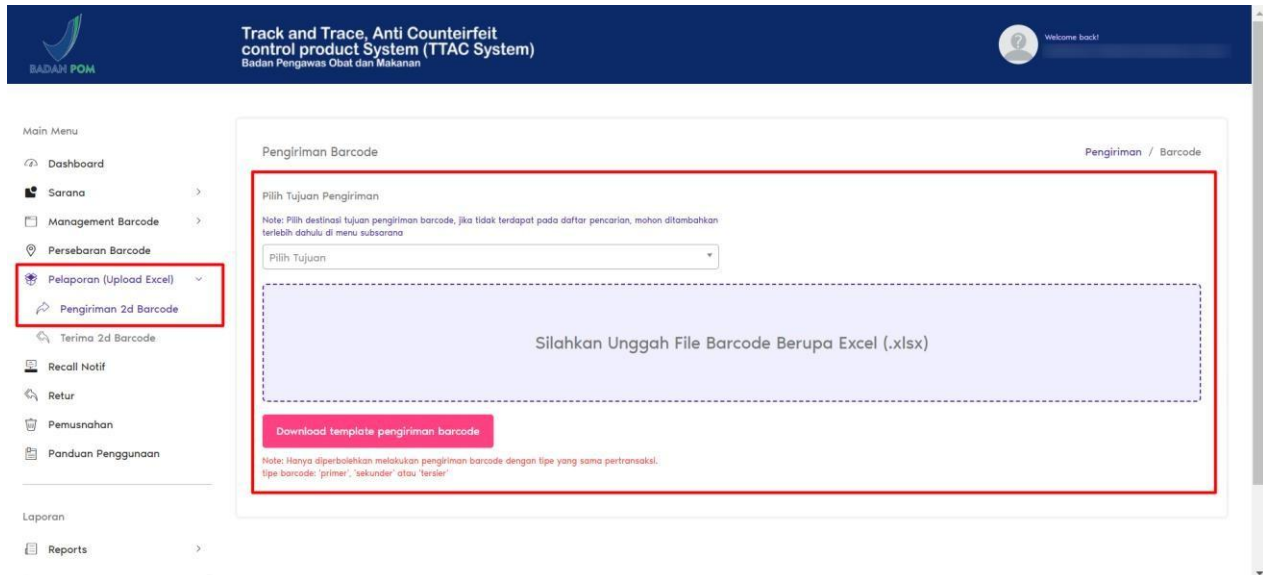 BADAN POM
Track and Trace, Anti Counteirfeit
control product System (TTAC System)
Badan Pengawas Obat dan Makanan
Welcome back!
Main Menu
Dashboard
Sarana
Management Barcode
Persebaran Barcode
Pelaporan (Upload Excel)
Pengiriman 2d Barcode
Terima 2d Barcode
Recall Notif
Retur
Pemusnahan
Panduan Penggunaan
Laporan
Reports
Pengiriman Barcode
Pengiriman / Barcode
Pilih Tujuan Pengiriman
Note: Pilih destinasi tujuan pengiriman barcode, jika tidak terdapat pada daftar pencarian, mohon ditambahkan
terlebih dahulu di menu subsarana
Pilih Tujuan
Silahkan Unggah File Barcode Berupa Excel (.xlsx)
Download template pengiriman barcode
Note: Hanya diperbolehkan melakukan pengiriman barcode dengan tipe yang sama pertransaksi.
tipe barcode: 'primer', 'sekunder' atau 'tersier'